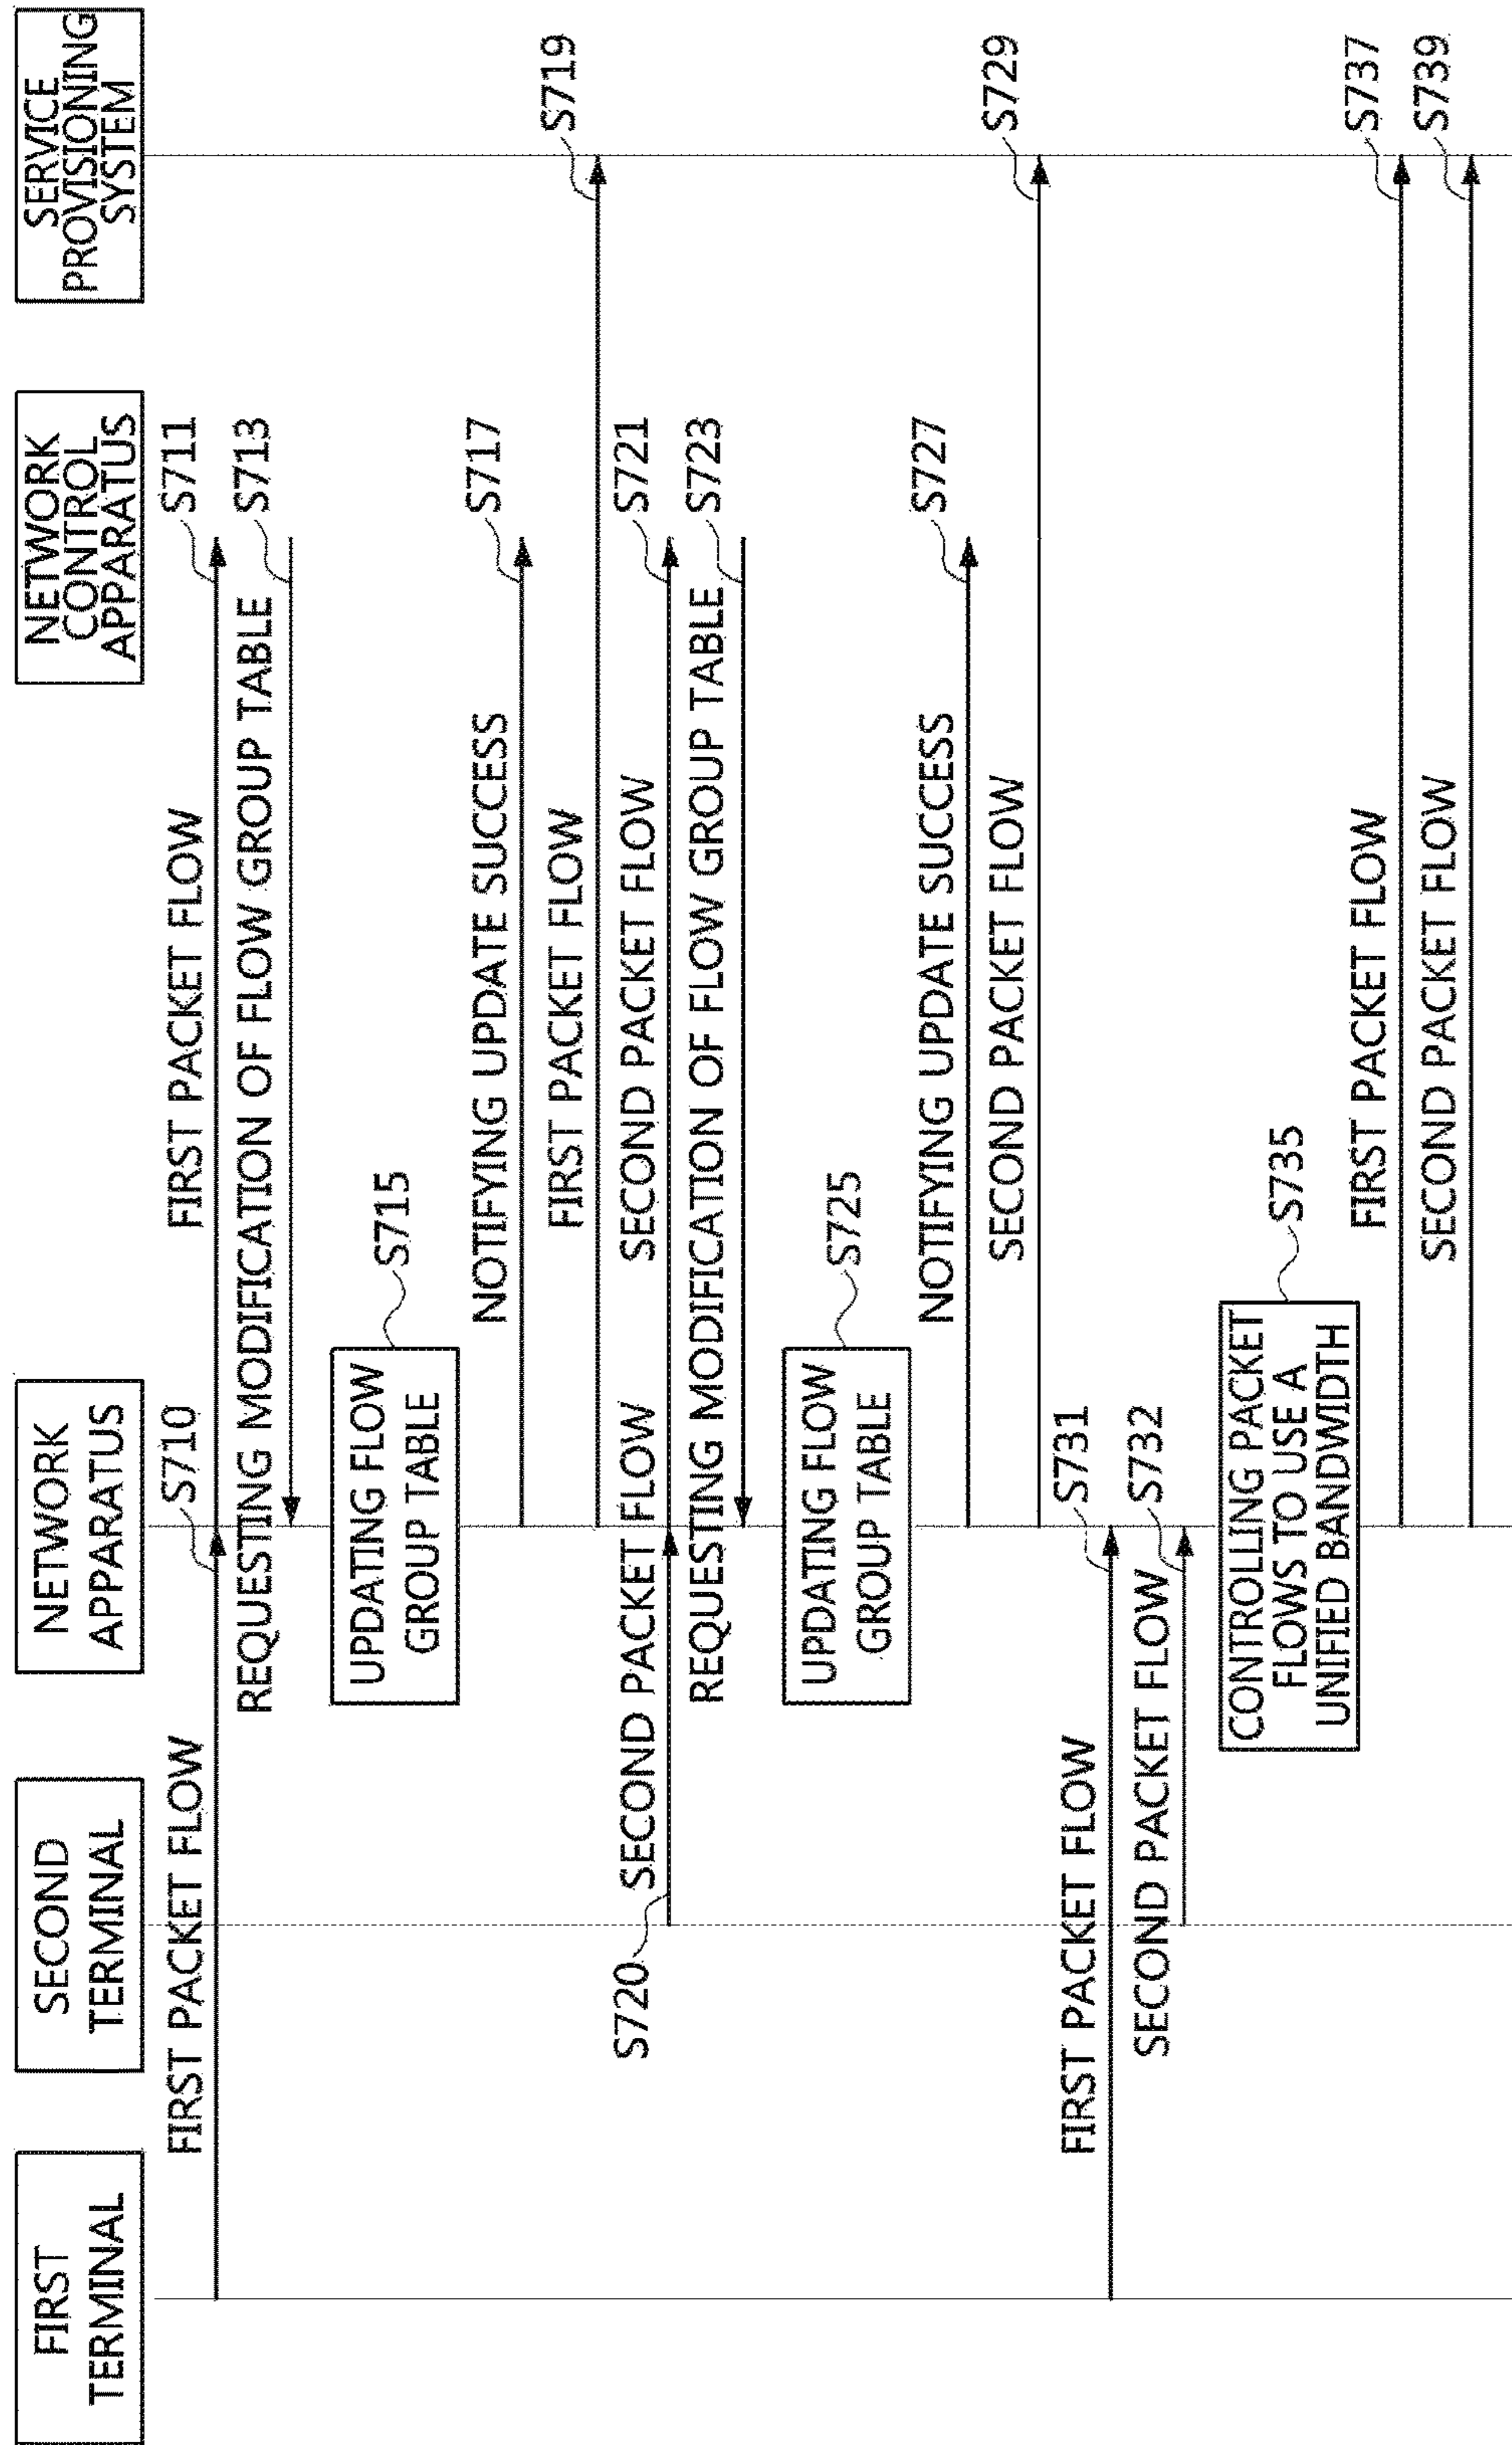 FIRST
TERMINAL
SECOND
TERMINAL
NETWORK
APPARATUS
NETWORK
CONTROL
APPARATUS
SERVICE
PROVISIONING
SYSTEM
FIRST PACKET FLOW
S710
FIRST PACKET FLOW
S711
REQUESTING MODIFICATION OF FLOW GROUP TABLE
S713
UPDATING FLOW
GROUP TABLE
S715
NOTIFYING UPDATE SUCCESS
S717
FIRST PACKET FLOW
S719
S720
SECOND PACKET FLOW
SECOND PACKET FLOW
S721
REQUESTING MODIFICATION OF FLOW GROUP TABLE
S723
UPDATING FLOW
GROUP TABLE
S725
NOTIFYING UPDATE SUCCESS
S727
SECOND PACKET FLOW
S729
FIRST PACKET FLOW
S731
SECOND PACKET FLOW
S732
CONTROLLING PACKET
FLOWS TO USE A
UNIFIED BANDWIDTH
S735
FIRST PACKET FLOW
S737
SECOND PACKET FLOW
S739